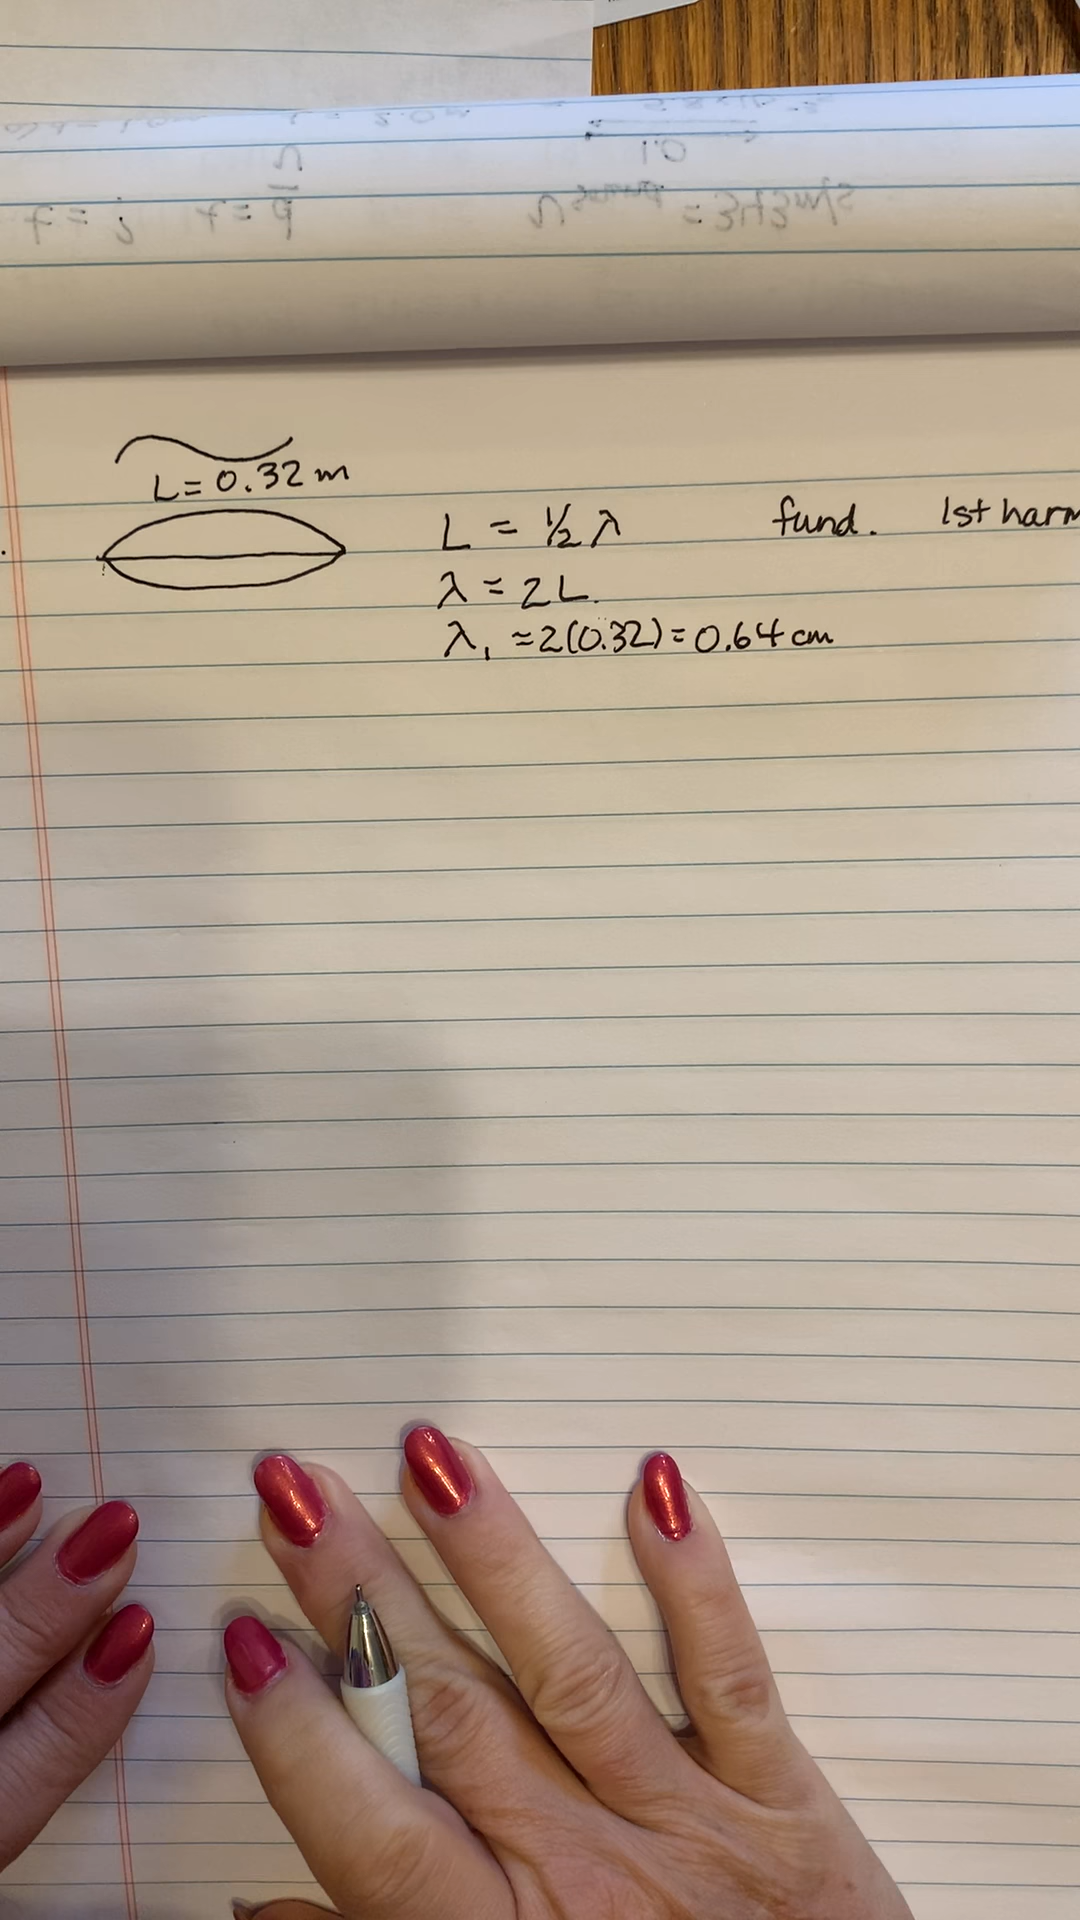 L = 0.32 m
L = ½ λ fund. 1st harm
λ = 2L
λ₁ = 2(0.32) = 0.64 cm